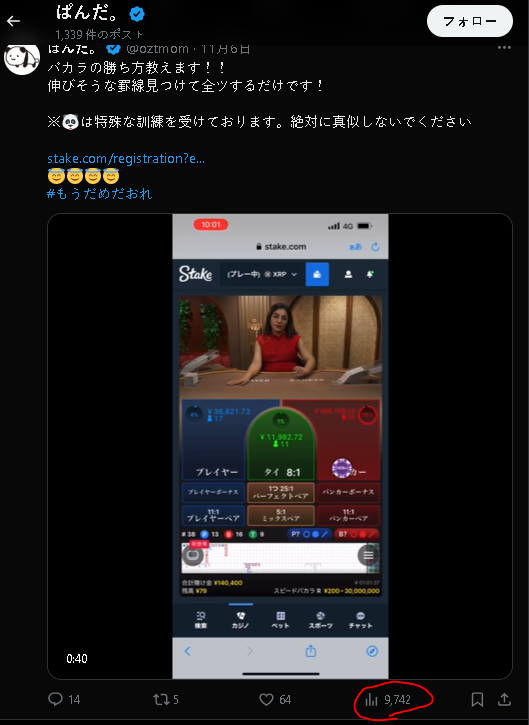 ぱんだ。
1,339 件のポスト
フォロー
ぱんだ。 @oztmom · 11月6日
バカラの勝ち方教えます！！
伸びそうな罫線見つけて全ツするだけです！
※🐼は特殊な訓練を受けております。絶対に真似しないでください
stake.com/registration?e...
😇😇😇😇
#もうだめだおれ
10:01
4G
stake.com
ぁあ
Stake
(プレー中) XRP
4%
¥ 36,821.73
17
1%
¥ 11,982.72
11
プレイヤー
タイ 8:1
カー
プレイヤーボーナス
1つ 25:1
パーフェクトペア
バンカーボーナス
11:1
プレイヤーペア
5:1
ミックスペア
11:1
バンカーペア
# 38 P 13 B 16 T 9
P?
B?
合計賭け金 ¥140,400
残高 ¥79
スピードバカラ R ¥200–30,000,000
検索
カジノ
ベット
スポーツ
チャット
0:40
14
5
64
9,742